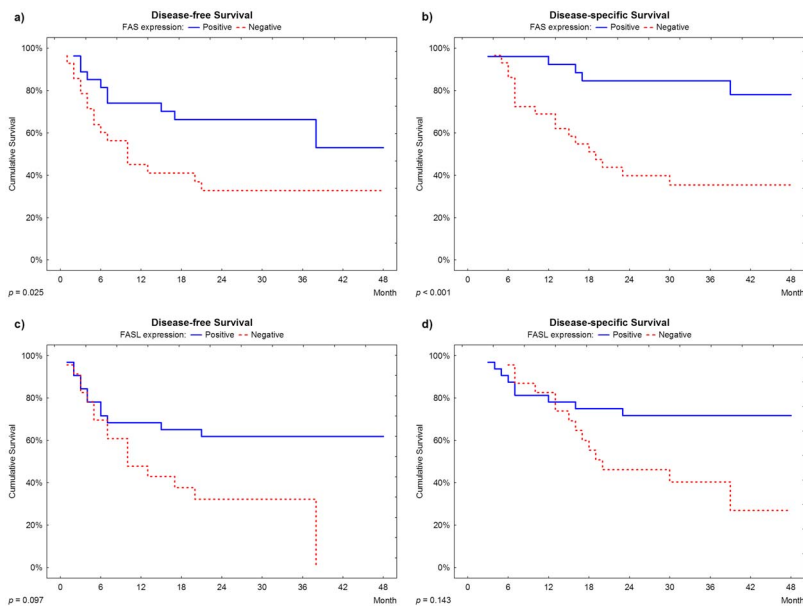 a)
Disease-free Survival
FAS expression: Positive Negative
Cumulative Survival
100%
80%
60%
40%
20%
0%
0 6 12 18 24 30 36 42 48
p = 0.025
Month
b)
Disease-specific Survival
FAS expression: Positive Negative
Cumulative Survival
100%
80%
60%
40%
20%
0%
0 6 12 18 24 30 36 42 48
p < 0.001
Month
c)
Disease-free Survival
FASL expression: Positive Negative
Cumulative Survival
100%
80%
60%
40%
20%
0%
0 6 12 18 24 30 36 42 48
p = 0.097
Month
d)
Disease-specific Survival
FASL expression: Positive Negative
Cumulative Survival
100%
80%
60%
40%
20%
0%
0 6 12 18 24 30 36 42 48
p = 0.143
Month